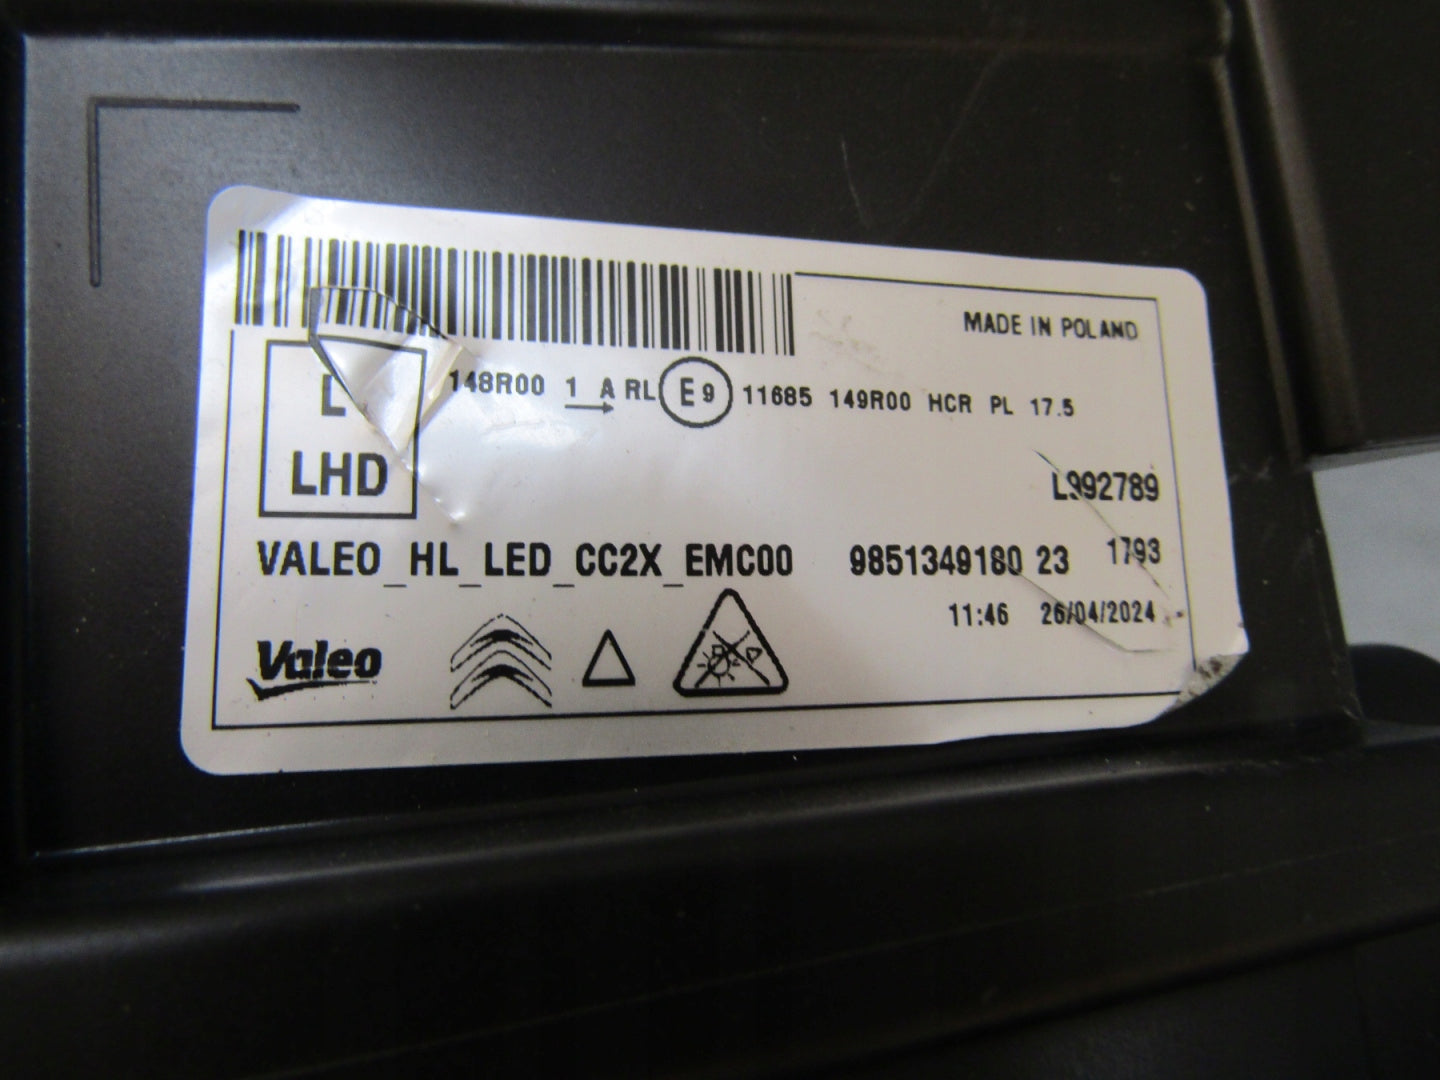 MADE IN POLAND
148R00 1 A RL E9 11685 149R00 HCR PL 17.5
LHD
L992789
VALEO_HL_LED_CC2X_EMC00 9851349180 23 1793
11:46 26/04/2024
Valeo